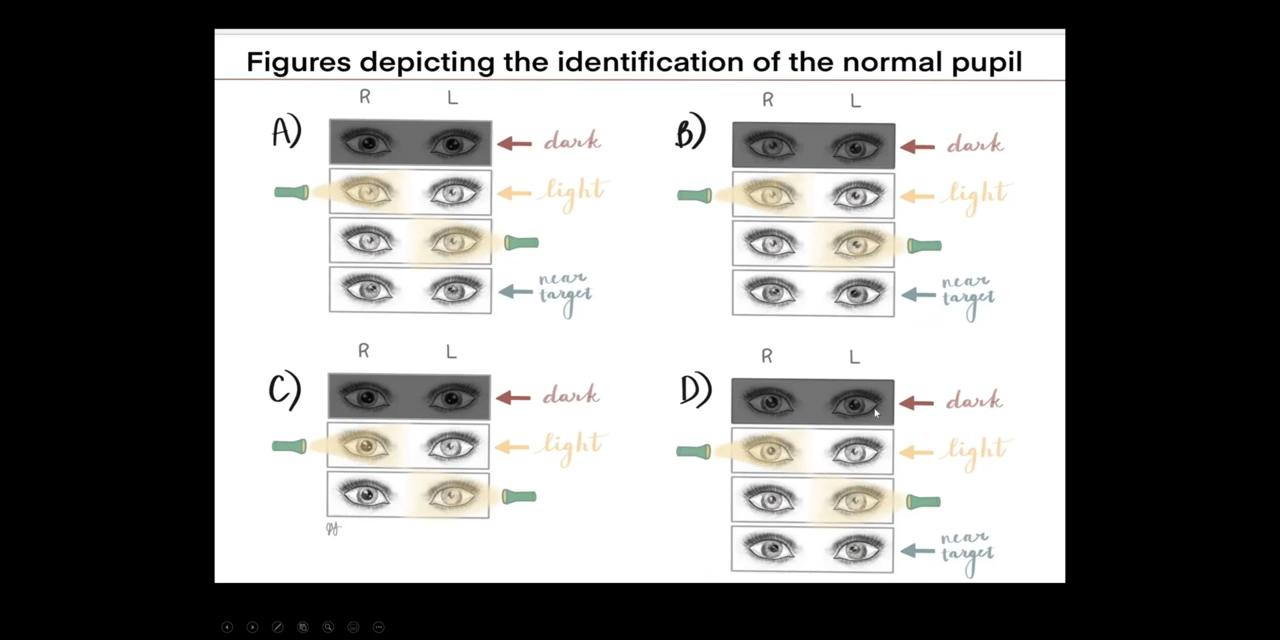 Figures depicting the identification of the normal pupil
R L
A)
dark
light
near
target
R L
B)
dark
light
near
target
R L
C)
dark
light
R L
D)
dark
light
near
target